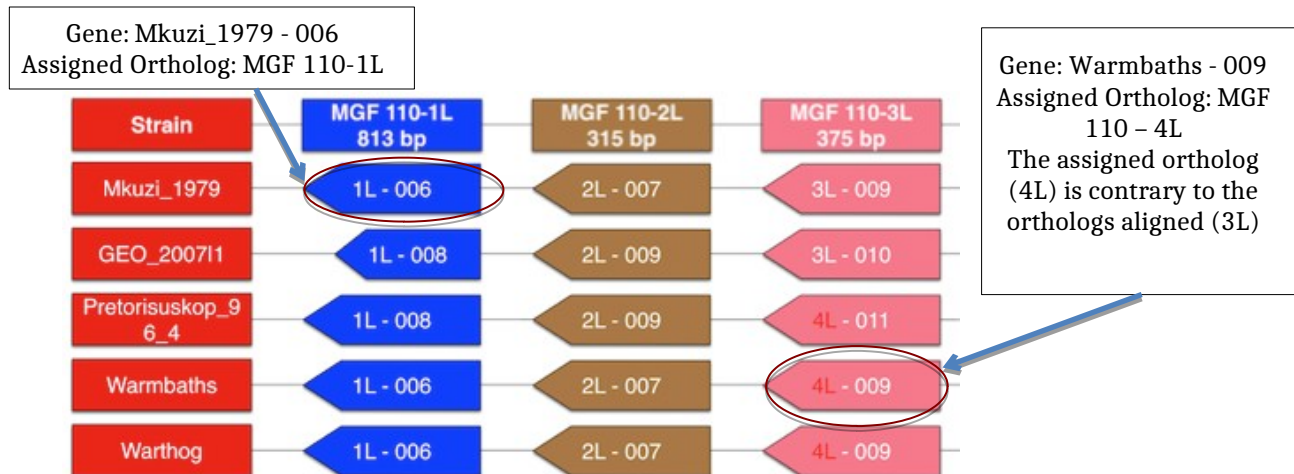 Gene: Mkuzi_1979 - 006
Assigned Ortholog: MGF 110-1L
Gene: Warmbaths - 009
Assigned Ortholog: MGF
110 – 4L
The assigned ortholog
(4L) is contrary to the
orthologs aligned (3L)
Strain
MGF 110-1L
813 bp
MGF 110-2L
315 bp
MGF 110-3L
375 bp
Mkuzi_1979
1L - 006
2L - 007
3L - 009
GEO_2007I1
1L - 008
2L - 009
3L - 010
Pretorisuskop_9
6_4
1L - 008
2L - 009
4L - 011
Warmbaths
1L - 006
2L - 007
4L - 009
Warthog
1L - 006
2L - 007
4L - 009